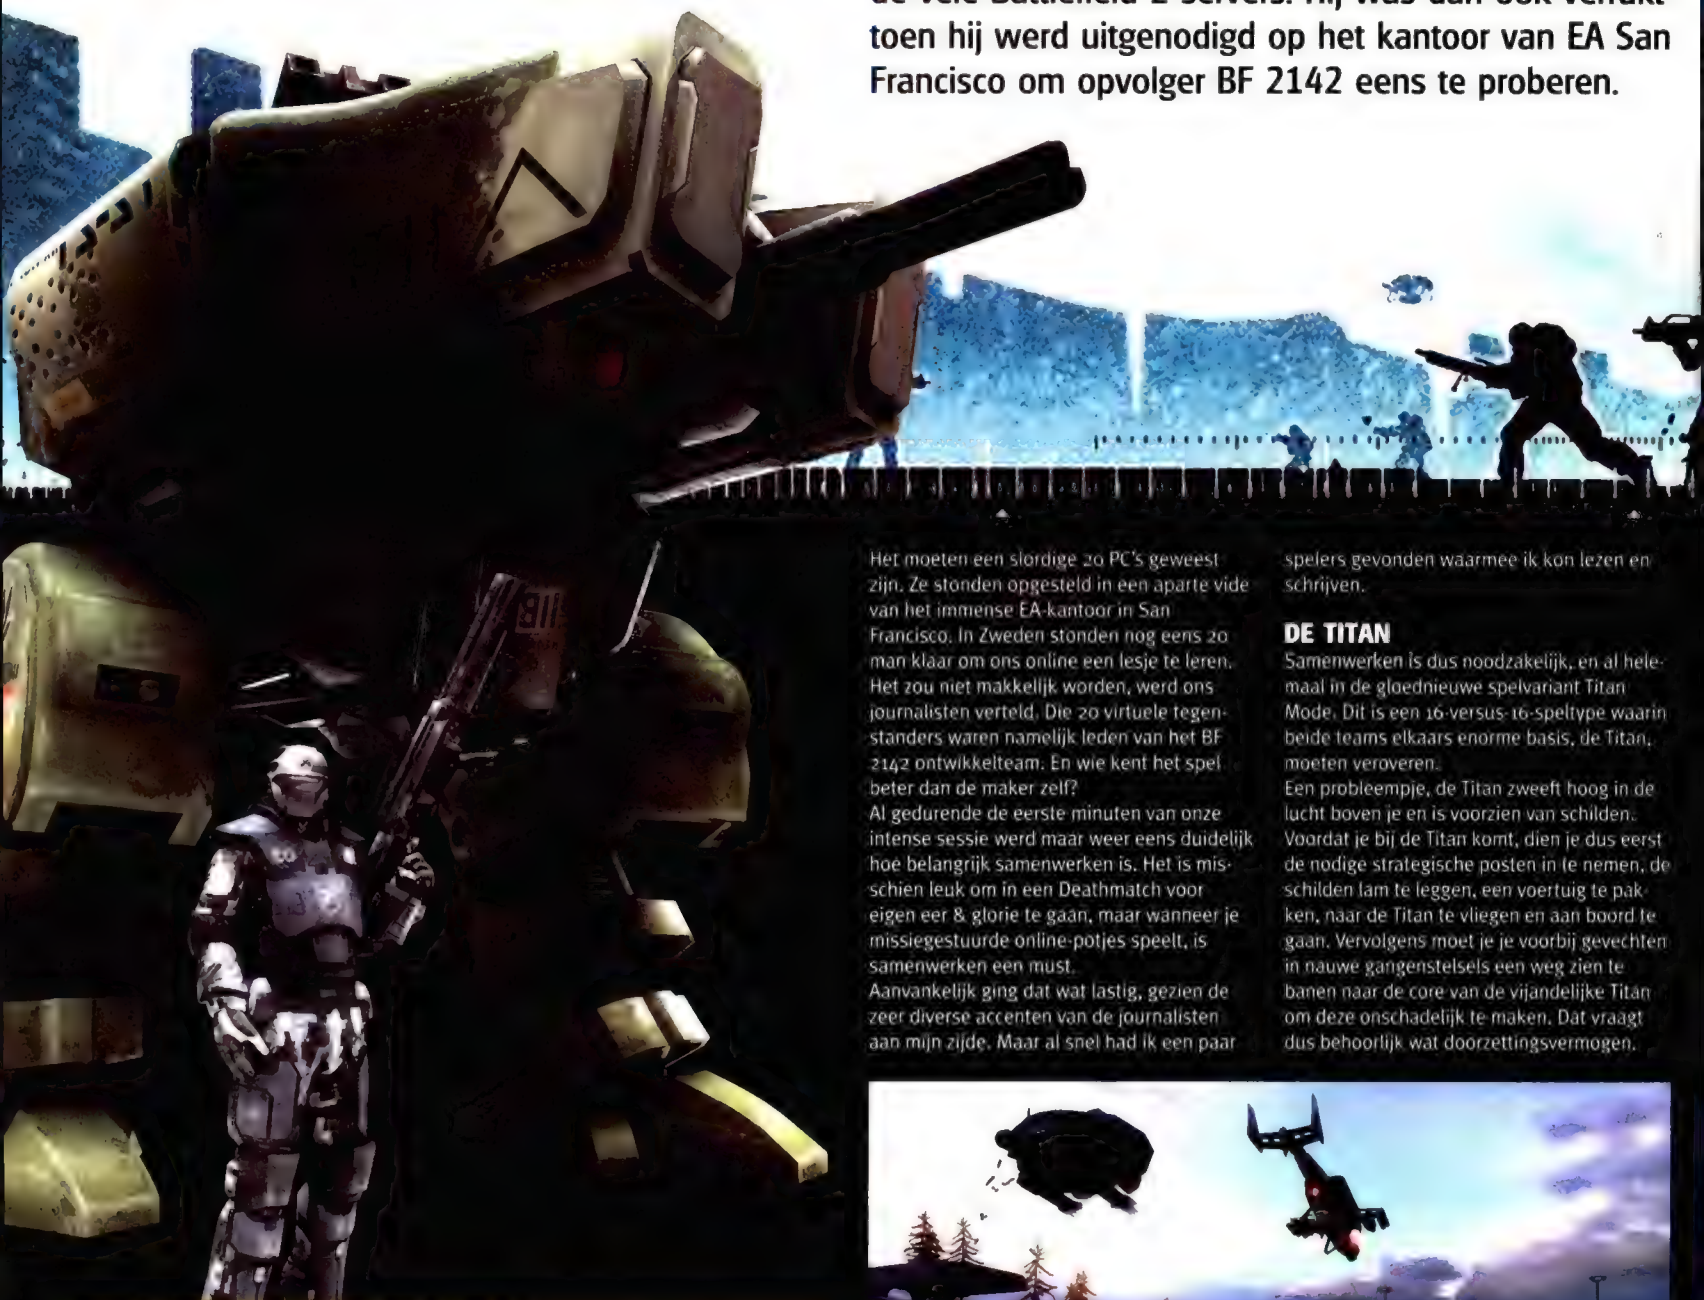 de vele Battlefield 2 servers. Hij was dan ook verrukt
toen hij werd uitgenodigd op het kantoor van EA San
Francisco om opvolger BF 2142 eens te proberen.
Het moeten een slordige 20 PC's geweest
zijn. Ze stonden opgesteld in een aparte vide
van het immense EA-kantoor in San
Francisco. In Zweden stonden nog eens 20
man klaar om ons online een lesje te leren.
Het zou niet makkelijk worden, werd ons
journalisten verteld. Die 20 virtuele tegen-
standers waren namelijk leden van het BF
2142 ontwikkelteam. En wie kent het spel
beter dan de maker zelf?
Al gedurende de eerste minuten van onze
intense sessie werd maar weer eens duidelijk
hoe belangrijk samenwerken is. Het is mis-
schien leuk om in een Deathmatch voor
eigen eer & glorie te gaan, maar wanneer je
missiegestuurde online-potjes speelt, is
samenwerken een must.
Aanvankelijk ging dat wat lastig, gezien de
zeer diverse accenten van de journalisten
aan mijn zijde. Maar al snel had ik een paar
spelers gevonden waarmee ik kon lezen en
schrijven.
DE TITAN
Samenwerken is dus noodzakelijk, en al hele-
maal in de gloednieuwe spelvariant Titan
Mode. Dit is een 16-versus-16-speltype waarin
beide teams elkaars enorme basis, de Titan,
moeten veroveren.
Een probleempje, de Titan zweeft hoog in de
lucht boven je en is voorzien van schilden.
Voordat je bij de Titan komt, dien je dus eerst
de nodige strategische posten in te nemen, de
schilden lam te leggen, een voertuig te pak-
ken, naar de Titan te vliegen en aan boord te
gaan. Vervolgens moet je je voorbij gevechten
in nauwe gangenstelsels een weg zien te
banen naar de core van de vijandelijke Titan
om deze onschadelijk te maken. Dat vraagt
dus behoorlijk wat doorzettingsvermogen.